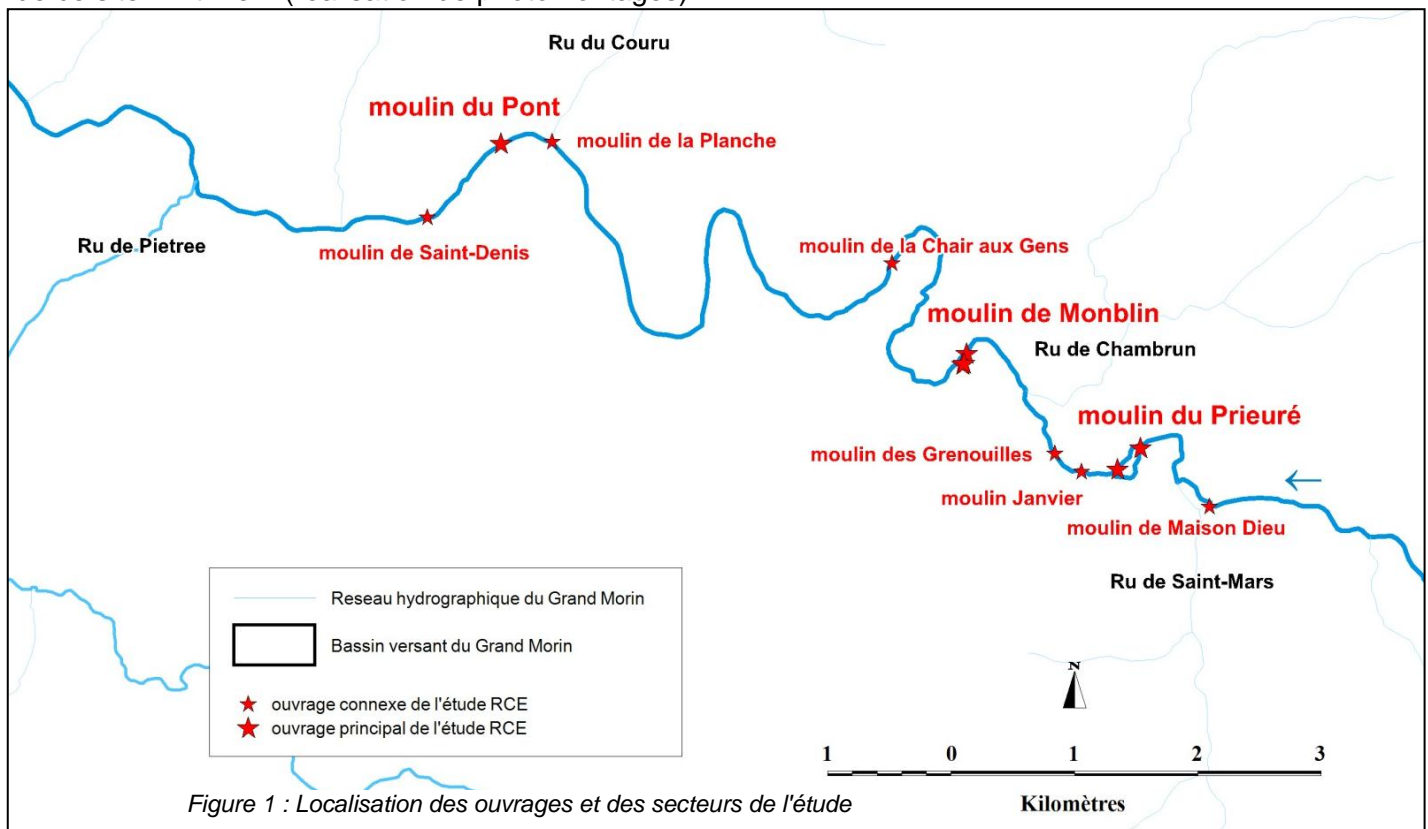 Ru du Couru
moulin du Pont
moulin de la Planche
Ru de Pietree
moulin de Saint-Denis
moulin de la Chair aux Gens
moulin de Monblin
Ru de Chambrun
moulin du Prieuré
moulin des Grenouilles
moulin Janvier
moulin de Maison Dieu
Ru de Saint-Mars
Reseau hydrographique du Grand Morin
Bassin versant du Grand Morin
ouvrage connexe de l'étude RCE
ouvrage principal de l'étude RCE
N
1 0 1 2 3
Kilomètres
Figure 1 : Localisation des ouvrages et des secteurs de l'étude